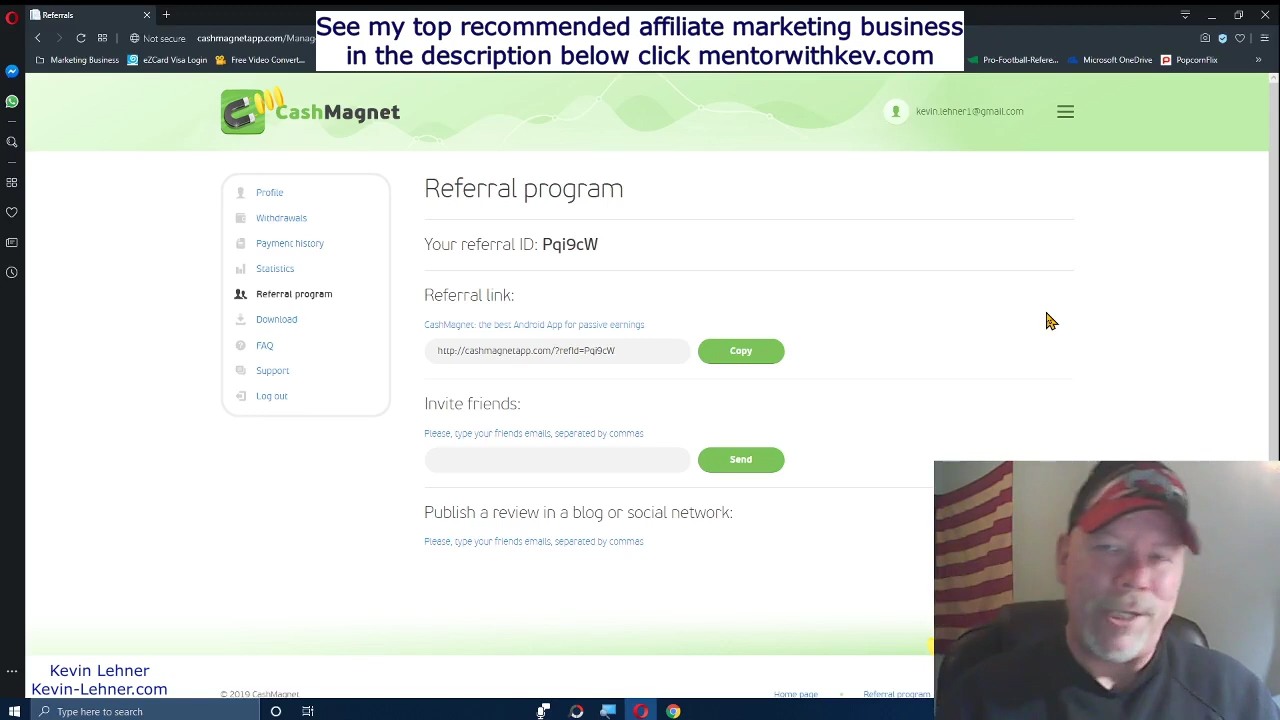 Referrals
See my top recommended affiliate marketing business
in the description below click mentorwithkev.com
Not secure
cashmagnetapp.com/Manag
Marketing Business
eZCard Visa Login
Free Video Convert...
Pro-Football-Refere...
Microsoft OneDrive
PopcornFlix
CashMagnet
kevin.lehner1@gmail.com
Profile
Withdrawals
Payment history
Statistics
Referral program
Download
FAQ
Support
Log out
Referral program
Your referral ID: Pqi9cW
Referral link:
CashMagnet: the best Android App for passive earnings
http://cashmagnetapp.com/?refId=Pqi9cW
Copy
Invite friends:
Please, type your friends emails, separated by commas
Send
Publish a review in a blog or social network:
Please, type your friends emails, separated by commas
Kevin Lehner
Kevin-Lehner.com
© 2019 CashMagnet
Home page
Referral program
Type here to search